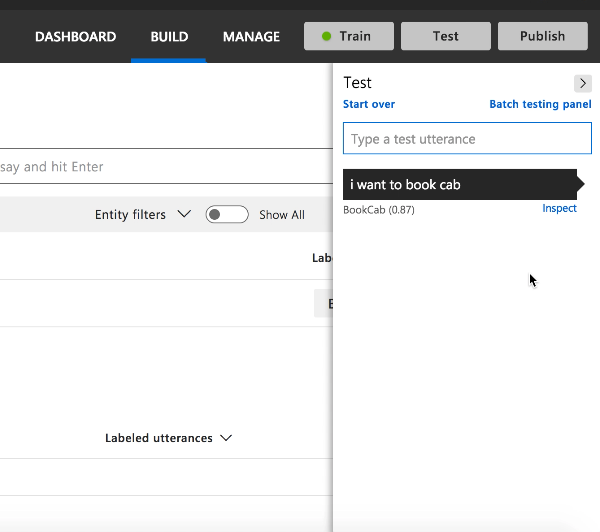 DASHBOARD BUILD MANAGE Train Test Publish
Test
Start over Batch testing panel
Type a test utterance
say and hit Enter
i want to book cab
BookCab (0.87) Inspect
Entity filters Show All
Labeled utterances